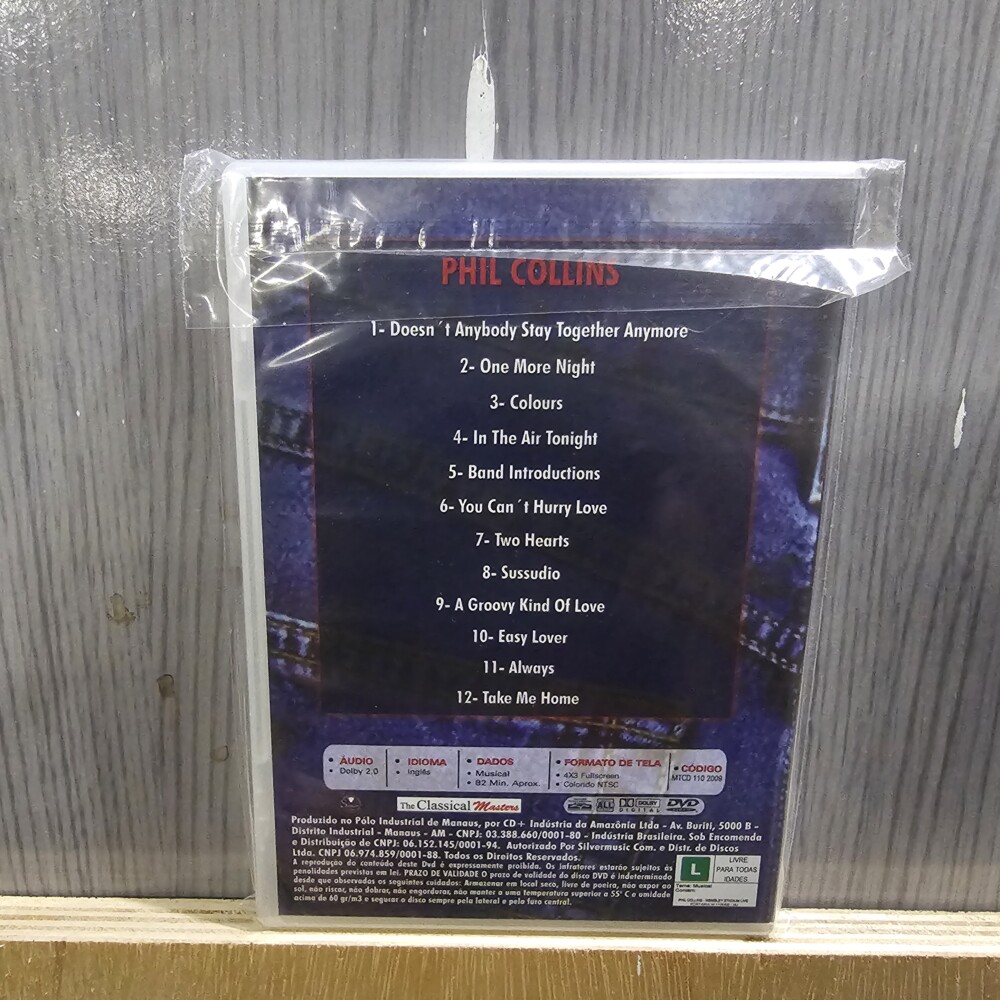 PHIL COLLINS
1- Doesn´t Anybody Stay Together Anymore
2- One More Night
3- Colours
4- In The Air Tonight
5- Band Introductions
6- You Can´t Hurry Love
7- Two Hearts
8- Sussudio
9- A Groovy Kind Of Love
10- Easy Lover
11- Always
12- Take Me Home
• ÁUDIO • IDIOMA • DADOS • FORMATO DE TELA • CÓDIGO
• Dolby 2.0 • Inglês • Musical • 4X3 Fullscreen MTCD 110 2009
• 82 Min. Aprox. • Colorido NTSC
The Classical Masters ALL DOLBY DIGITAL DVD
Produzido no Pólo Industrial de Manaus, por CD+ Indústria da Amazônia Ltda - Av. Buriti, 5000 B -
Distrito Industrial - Manaus - AM - CNPJ: 03.388.660/0001-80 - Indústria Brasileira. Sob Encomenda
e Distribuição de CNPJ: 06.152.145/0001-94. Autorizado Por Silvermusic Com. e Distr. de Discos
Ltda. CNPJ 06.974.859/0001-88. Todos os Direitos Reservados.
A reprodução do conteúdo deste Dvd é expressamente proibida. Os infratores estarão sujeitos às
penalidades previstas em lei. PRAZO DE VALIDADE O prazo de validade do disco DVD é indeterminado
desde que observadas os seguintes cuidados: Armazenar em local seco, livre de poeira, não expor ao
sol, não riscar, não dobrar, não engordurar, não manter a uma temperatura superior a 55° C e umidade
acima de 60 gr/m3 e segurar o disco sempre pela lateral e pelo furo central.
L LIVRE
PARA TODAS
IDADES
Tema: Musical
Contém: